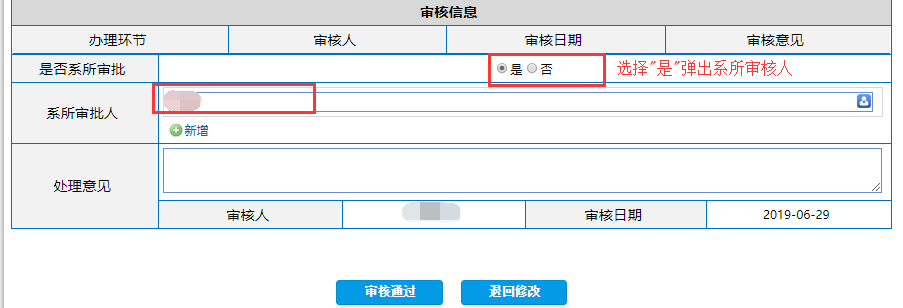 审核信息
办理环节 审核人 审核日期 审核意见
是否系所审批 是 否 选择"是"弹出系所审核人
系所审批人
新增
处理意见
审核人 审核日期 2019-06-29
审核通过 退回修改